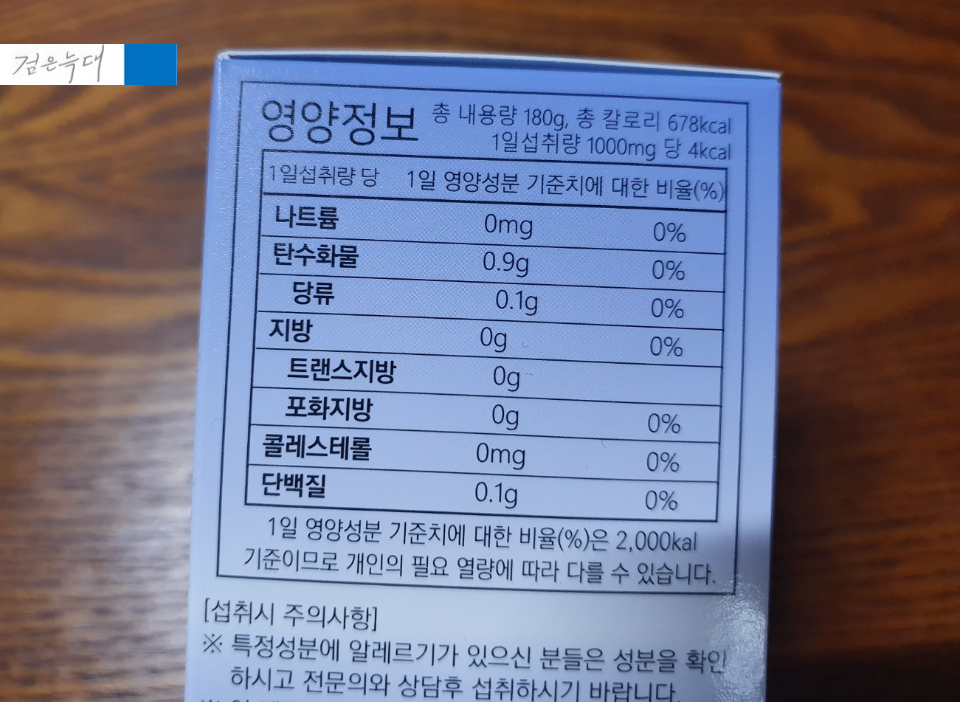 검은늑대
영양정보 총 내용량 180g, 총 칼로리 678kcal
1일섭취량 1000mg 당 4kcal
1일섭취량 당 1일 영양성분 기준치에 대한 비율(%)
나트륨 0mg 0%
탄수화물 0.9g 0%
당류 0.1g 0%
지방 0g 0%
트랜스지방 0g
포화지방 0g 0%
콜레스테롤 0mg 0%
단백질 0.1g 0%
1일 영양성분 기준치에 대한 비율(%)은 2,000kal
기준이므로 개인의 필요 열량에 따라 다를 수 있습니다.
[섭취시 주의사항]
※ 특정성분에 알레르기가 있으신 분들은 성분을 확인
하시고 전문의와 상담후 섭취하시기 바랍니다.